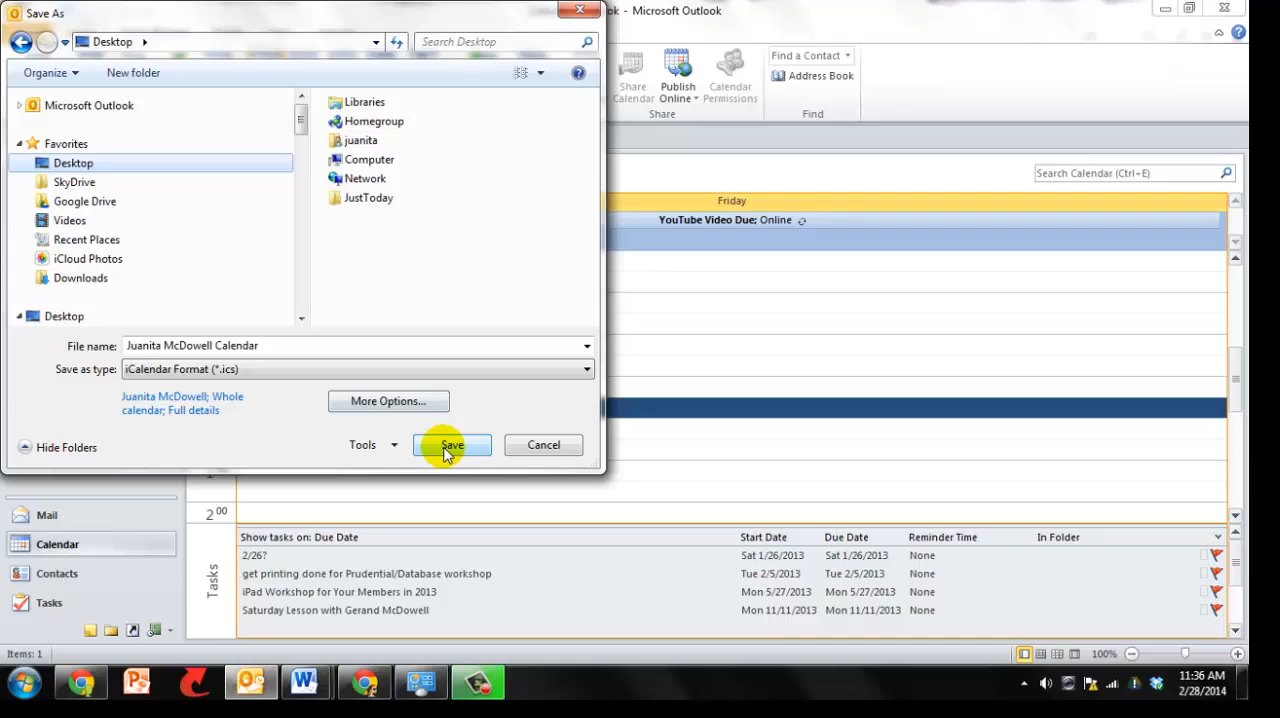 Save As
ok - Microsoft Outlook
Desktop
Search Desktop
Organize
New folder
Microsoft Outlook
Favorites
Desktop
SkyDrive
Google Drive
Videos
Recent Places
iCloud Photos
Downloads
Desktop
Libraries
Homegroup
juanita
Computer
Network
JustToday
File name: Juanita McDowell Calendar
Save as type: iCalendar Format (*.ics)
Juanita McDowell; Whole
calendar; Full details
More Options...
Hide Folders
Tools
Save
Cancel
Share
Calendar
Publish
Online
Calendar
Permissions
Share
Find a Contact
Address Book
Find
Search Calendar (Ctrl+E)
Friday
YouTube Video Due; Online
2 00
Mail
Calendar
Contacts
Tasks
Tasks
Show tasks on: Due Date Start Date Due Date Reminder Time In Folder
2/26? Sat 1/26/2013 Sat 1/26/2013 None
get printing done for Prudential/Database workshop Tue 2/5/2013 Tue 2/5/2013 None
iPad Workshop for Your Members in 2013 Mon 5/27/2013 Mon 5/27/2013 None
Saturday Lesson with Gerand McDowell Mon 11/11/2013 Mon 11/11/2013 None
Items: 1
100%
11:36 AM
2/28/2014